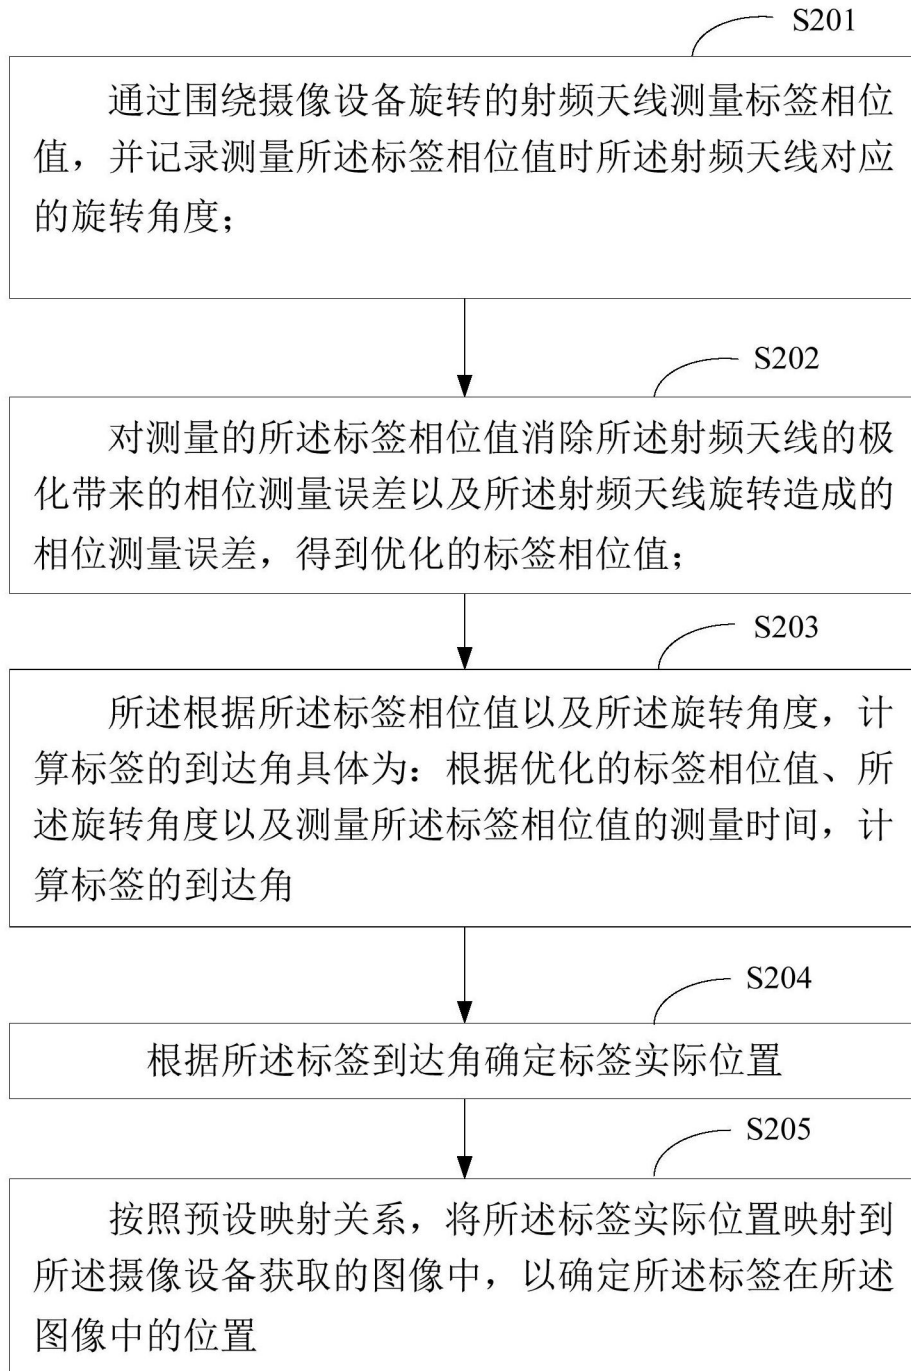 S201
通过围绕摄像设备旋转的射频天线测量标签相位
值，并记录测量所述标签相位值时所述射频天线对应
的旋转角度；
S202
对测量的所述标签相位值消除所述射频天线的极
化带来的相位测量误差以及所述射频天线旋转造成的
相位测量误差，得到优化的标签相位值；
S203
所述根据所述标签相位值以及所述旋转角度，计
算标签的到达角具体为：根据优化的标签相位值、所
述旋转角度以及测量所述标签相位值的测量时间，计
算标签的到达角
S204
根据所述标签到达角确定标签实际位置
S205
按照预设映射关系，将所述标签实际位置映射到
所述摄像设备获取的图像中，以确定所述标签在所述
图像中的位置